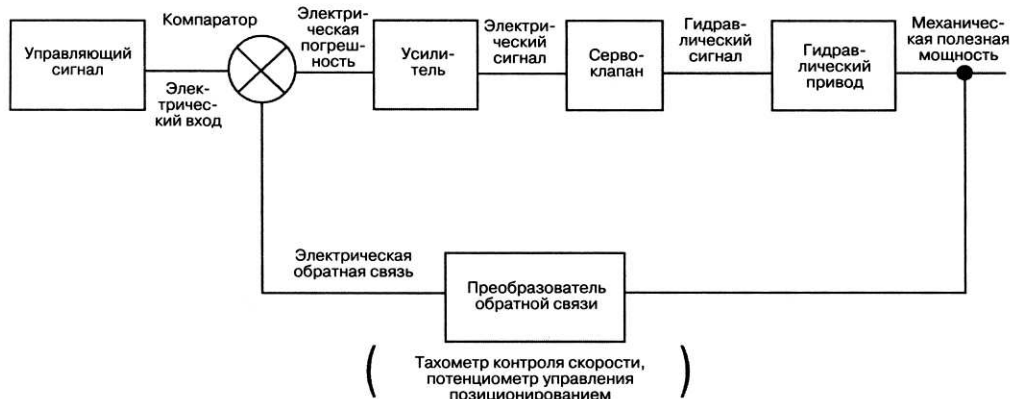 Управляющий
сигнал
Компаратор
Элек-
тричес-
кий вход
Электри-
ческая
погреш-
ность
Усили-
тель
Электри-
ческий
сигнал
Серво-
клапан
Гидрав-
лический
сигнал
Гидрав-
лический
привод
Механичес-
кая полезная
мощность
Электрическая
обратная связь
Преобразователь
обратной связи
( Тахометр контроля скорости, )
потенциометр управления
позиционированием